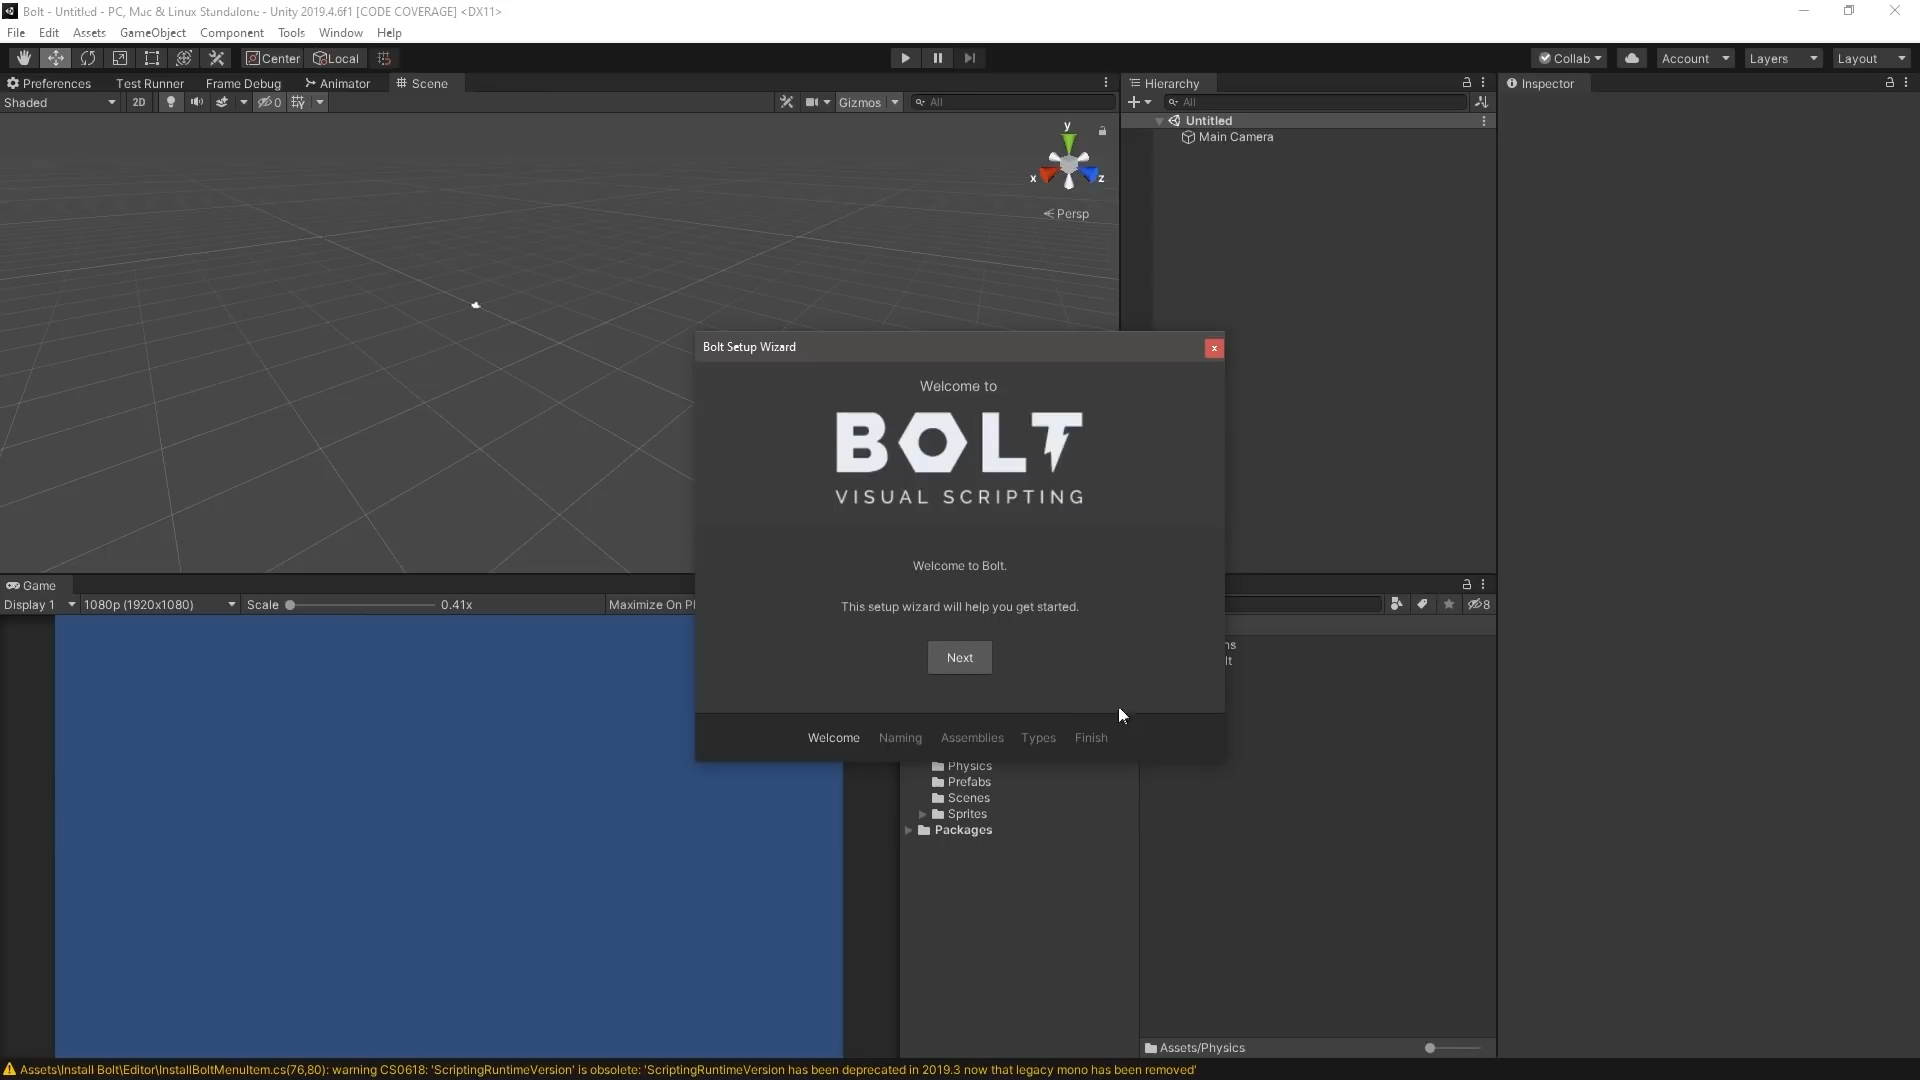 Bolt - Untitled - PC, Mac & Linux Standalone - Unity 2019.4.6f1 [CODE COVERAGE] <DX11>
File Edit Assets GameObject Component Tools Window Help
Center Local Collab Account Layers Layout
Preferences Test Runner Frame Debug Animator Scene
Hierarchy
Inspector
Shaded 2D 0 Gizmos All
All
Untitled
Main Camera
y
x z
Persp
Bolt Setup Wizard
x
Welcome to
BOLT
VISUAL SCRIPTING
Welcome to Bolt.
This setup wizard will help you get started.
Next
Welcome Naming Assemblies Types Finish
Game
Display 1 1080p (1920x1080) Scale 0.41x Maximize On Pl
8
ns
lt
Physics
Prefabs
Scenes
Sprites
Packages
Assets/Physics
Assets\Install Bolt\Editor\InstallBoltMenuItem.cs(76,80): warning CS0618: 'ScriptingRuntimeVersion' is obsolete: 'ScriptingRuntimeVersion has been deprecated in 2019.3 now that legacy mono has been removed'